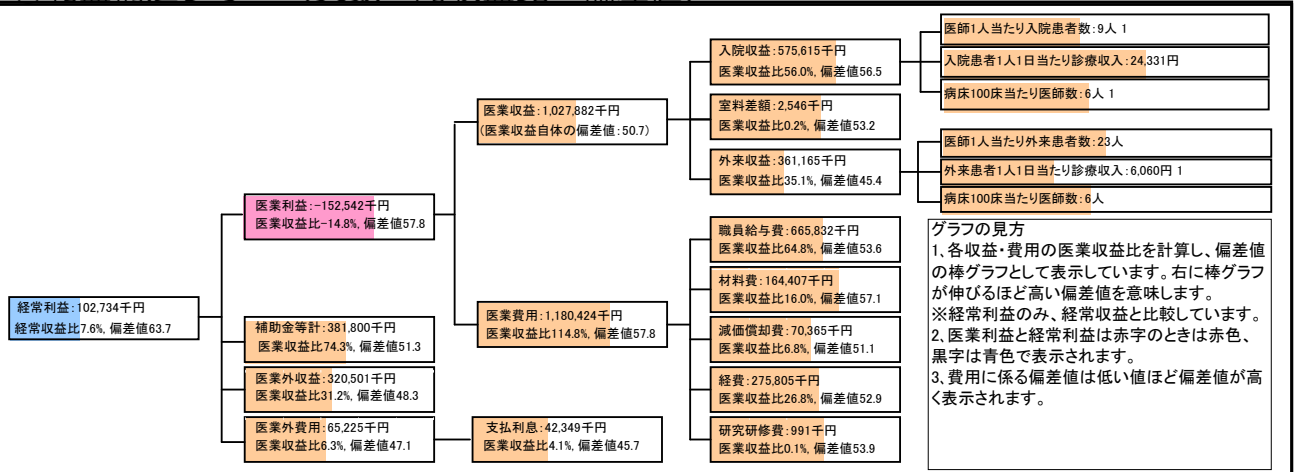 経常利益:102,734千円
経常収益比7.6%, 偏差値63.7
医業利益:-152,542千円
医業収益比-14.8%, 偏差値57.8
補助金等計:381,800千円
医業収益比74.3%, 偏差値51.3
医業外収益:320,501千円
医業収益比31.2%, 偏差値48.3
医業外費用:65,225千円
医業収益比6.3%, 偏差値47.1
支払利息:42,349千円
医業収益比4.1%, 偏差値45.7
医業収益:1,027,882千円
(医業収益自体の偏差値:50.7)
医業費用:1,180,424千円
医業収益比114.8%, 偏差値57.8
入院収益:575,615千円
医業収益比56.0%, 偏差値56.5
室料差額:2,546千円
医業収益比0.2%, 偏差値53.2
外来収益:361,165千円
医業収益比35.1%, 偏差値45.4
職員給与費:665,832千円
医業収益比64.8%, 偏差値53.6
材料費:164,407千円
医業収益比16.0%, 偏差値57.1
減価償却費:70,365千円
医業収益比6.8%, 偏差値51.1
経費:275,805千円
医業収益比26.8%, 偏差値52.9
研究研修費:991千円
医業収益比0.1%, 偏差値53.9
医師1人当たり入院患者数:9人 1
入院患者1人1日当たり診療収入:24,331円
病床100床当たり医師数:6人 1
医師1人当たり外来患者数:23人
外来患者1人1日当たり診療収入:6,060円 1
病床100床当たり医師数:6人
グラフの見方
1、各収益・費用の医業収益比を計算し、偏差値
の棒グラフとして表示しています。右に棒グラフ
が伸びるほど高い偏差値を意味します。
※経常利益のみ、経常収益と比較しています。
2、医業利益と経常利益は赤字のときは赤色、
黒字は青色で表示されます。
3、費用に係る偏差値は低い値ほど偏差値が高
く表示されます。